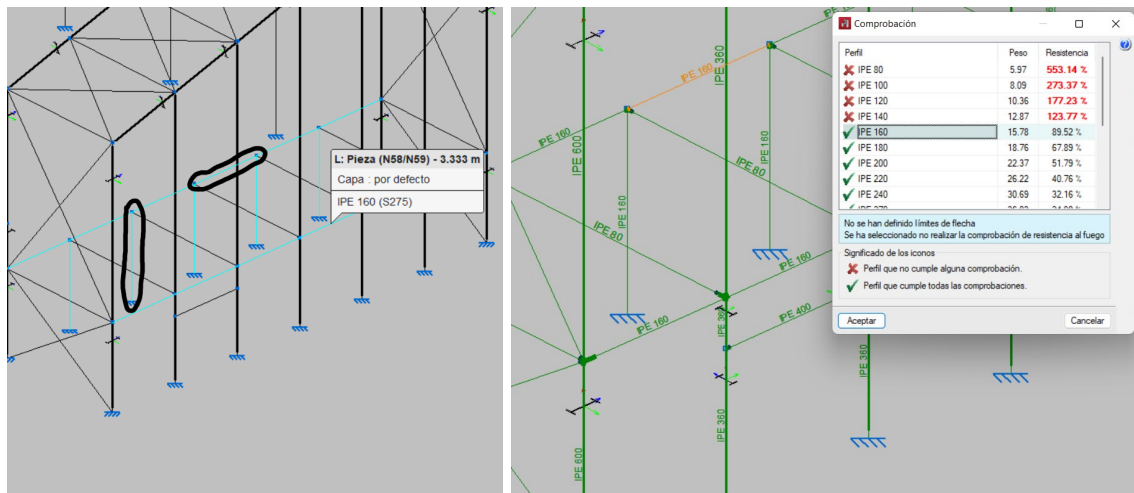 L: Pieza (N58/N59) - 3.333 m
Capa : por defecto
IPE 160 (S275)
IPE 160
IPE 360
IPE 160
IPE 600
IPE 160
IPE 80
IPE 160
IPE 80
IPE 160
IPE 160
IPE 400
IPE 360
IPE 360
IPE 600
Comprobación
Perfil Peso Resistencia
IPE 80 5.97 553.14 %
IPE 100 8.09 273.37 %
IPE 120 10.36 177.23 %
IPE 140 12.87 123.77 %
IPE 160 15.78 89.52 %
IPE 180 18.76 67.89 %
IPE 200 22.37 51.79 %
IPE 220 26.22 40.76 %
IPE 240 30.69 32.16 %
No se han definido límites de flecha
Se ha seleccionado no realizar la comprobación de resistencia al fuego
Significado de los iconos
Perfil que no cumple alguna comprobación.
Perfil que cumple todas las comprobaciones.
Aceptar
Cancelar